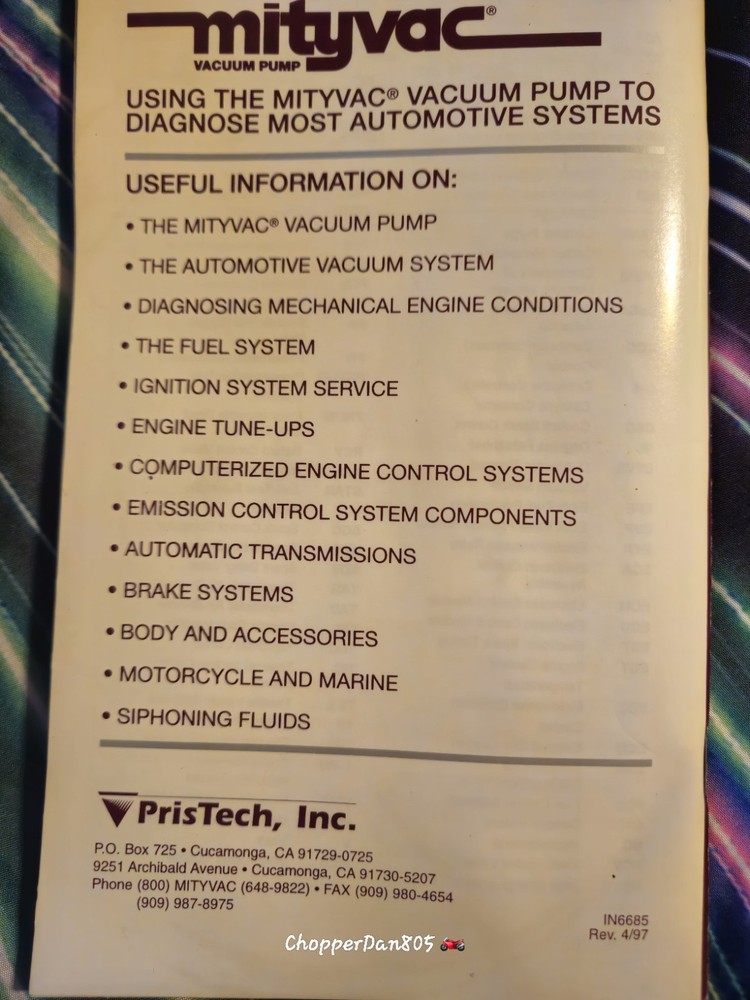 mityvac®
VACUUM PUMP
USING THE MITYVAC® VACUUM PUMP TO
DIAGNOSE MOST AUTOMOTIVE SYSTEMS
USEFUL INFORMATION ON:
• THE MITYVAC® VACUUM PUMP
• THE AUTOMOTIVE VACUUM SYSTEM
• DIAGNOSING MECHANICAL ENGINE CONDITIONS
• THE FUEL SYSTEM
• IGNITION SYSTEM SERVICE
• ENGINE TUNE-UPS
• COMPUTERIZED ENGINE CONTROL SYSTEMS
• EMISSION CONTROL SYSTEM COMPONENTS
• AUTOMATIC TRANSMISSIONS
• BRAKE SYSTEMS
• BODY AND ACCESSORIES
• MOTORCYCLE AND MARINE
• SIPHONING FLUIDS
PrisTech, Inc.
P.O. Box 725 • Cucamonga, CA 91729-0725
9251 Archibald Avenue • Cucamonga, CA 91730-5207
Phone (800) MITYVAC (648-9822) • FAX (909) 980-4654
(909) 987-8975
IN6685
Rev. 4/97
ChopperDan805 🏍️